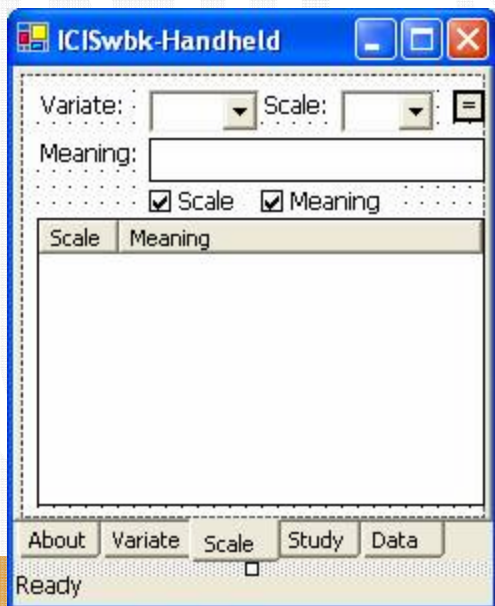 ICISwbk-Handheld
Variate: Scale: =
Meaning:
Scale Meaning
Scale Meaning
About Variate Scale Study Data
Ready